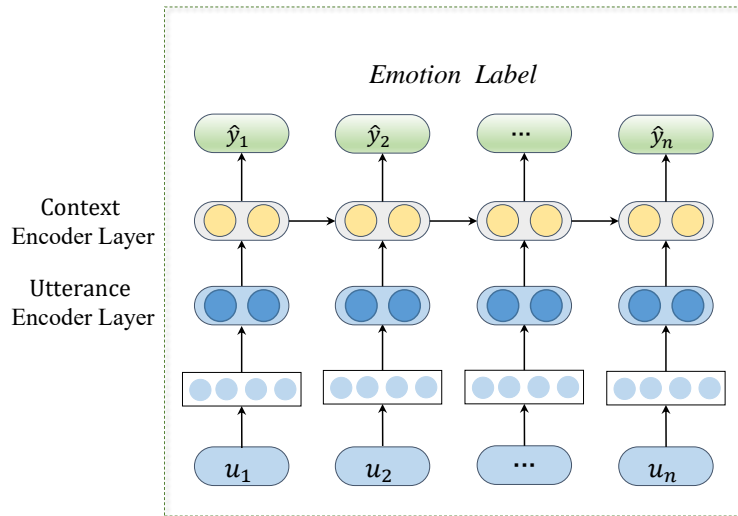 Emotion Label
ŷ₁ ŷ₂ ... ŷₙ
Context
Encoder Layer
Utterance
Encoder Layer
u₁ u₂ ... uₙ